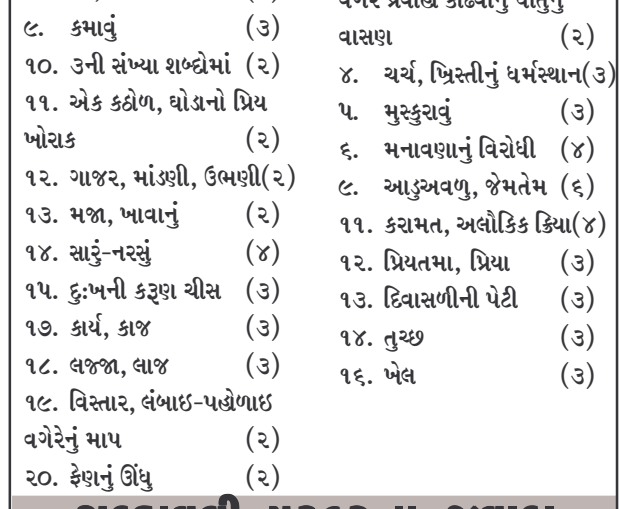 ૯. કમાવું (૩)
૧૦. ૩ની સંખ્યા શબ્દોમાં (૨)
૧૧. એક કઠોળ, ઘોડાનો પ્રિય
ખોરાક (૨)
૧૨. ગાજર, માંડણી, ઉભણી(૨)
૧૩. મજા, ખાવાનું (૨)
૧૪. સારું-નરસું (૪)
૧૫. દુ:ખની કરૂણ ચીસ (૩)
૧૭. કાર્ય, કાજ (૩)
૧૮. લજ્જા, લાજ (૩)
૧૯. વિસ્તાર, લંબાઇ-પહોળાઇ
વગેરેનું માપ (૨)
૨૦. ફેણનું ઊંધુ (૨)
વગેરે પ્રવાહી કાઢવાનું ધાતુનું
વાસણ (૨)
૪. ચર્ચ, ખ્રિસ્તીનું ધર્મસ્થાન(૩)
૫. મુસ્કુરાવું (૩)
૬. મનાવણાનું વિરોધી (૪)
૯. આડુઅવળુ, જેમતેમ (૬)
૧૧. કરામત, અલૌકિક ક્રિયા(૪)
૧૨. પ્રિયતમા, પ્રિયા (૩)
૧૩. દિવાસળીની પેટી (૩)
૧૪. તુચ્છ (૩)
૧૬. ખેલ (૩)